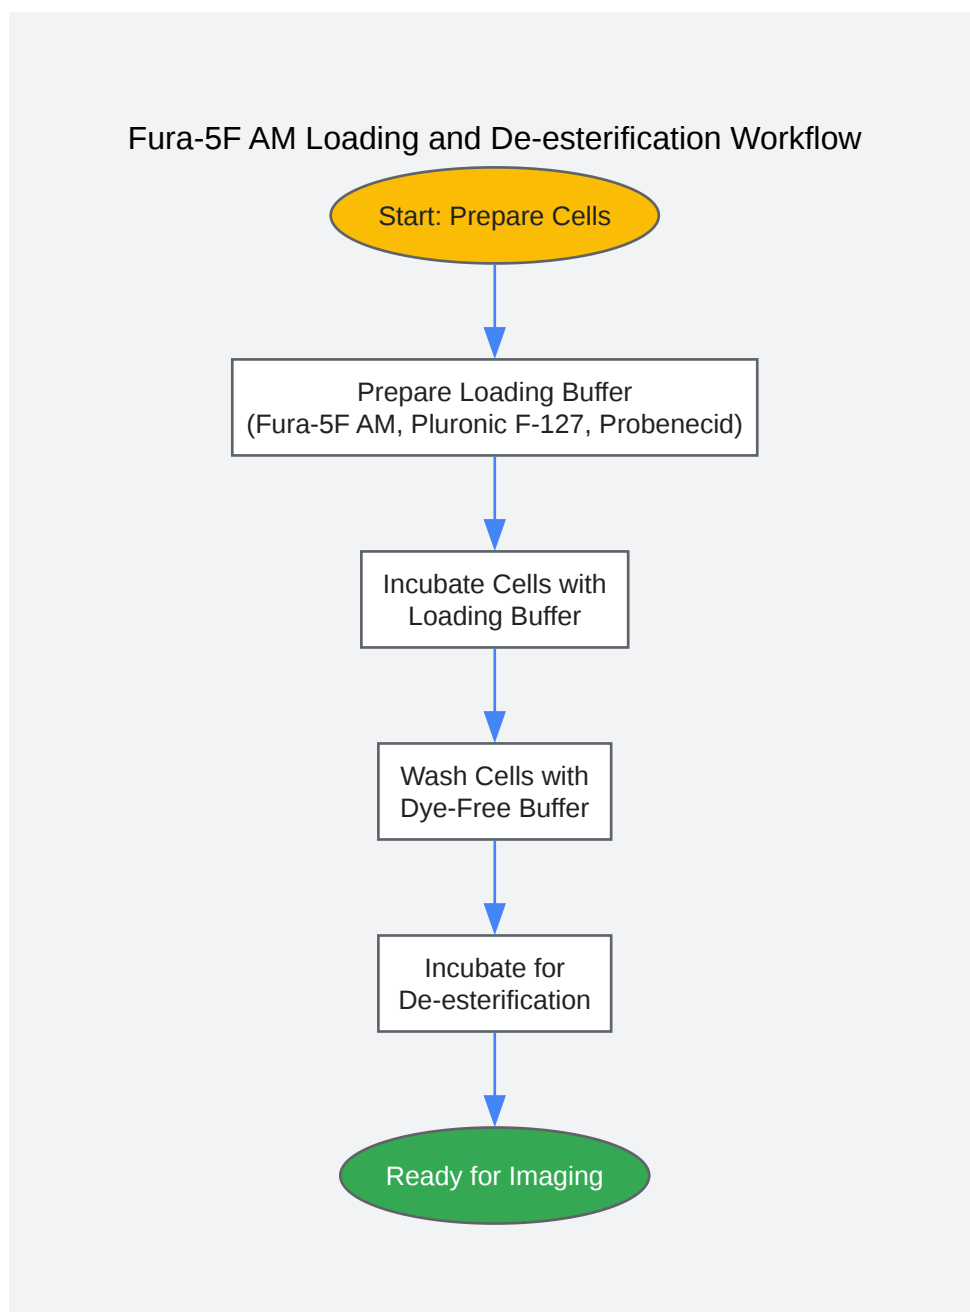 Fura-5F AM Loading and De-esterification Workflow
Start: Prepare Cells
Prepare Loading Buffer
(Fura-5F AM, Pluronic F-127, Probenecid)
Incubate Cells with
Loading Buffer
Wash Cells with
Dye-Free Buffer
Incubate for
De-esterification
Ready for Imaging